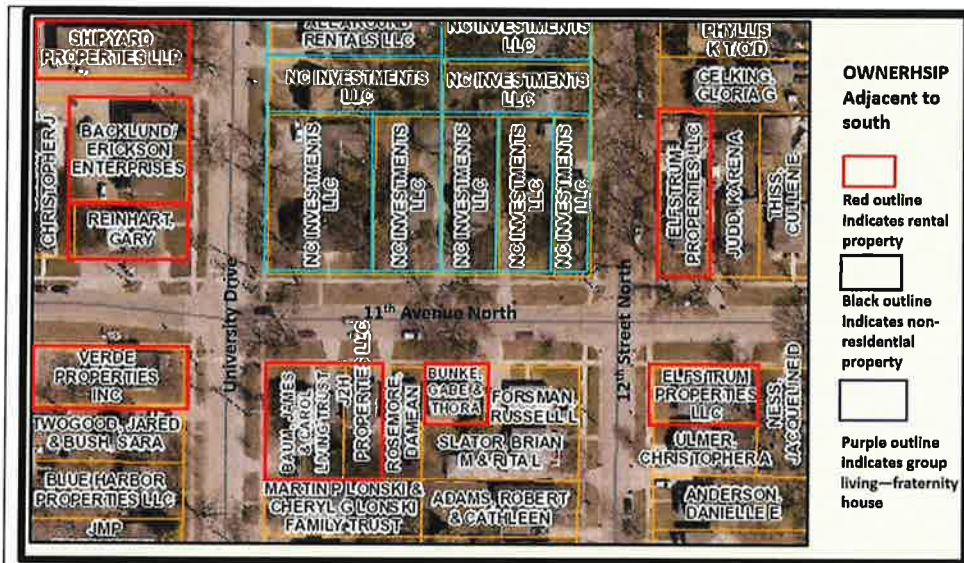 SHIPYARD
PROPERTIES LLP
ALL AROUND
RENTALS LLC
NC INVESTMENTS
LLC
PHYLLIS
K T/O/D
NC INVESTMENTS
LLC
NC INVESTMENTS
LLC
GELKING,
GLORIA G
CHRISTOPHER J
BACKLUND/
ERICKSON
ENTERPRISES
REINHART,
GARY
NC INVESTMENTS
LLC
NC INVESTMENTS
LLC
NC INVESTMENTS
LLC
NC INVESTMENTS
LLC
NC INVESTMENTS
LLC
ELFSTRUM
PROPERTIES LLC
JUDD, KAREN A
THISS,
CULLEN E
University Drive
11th Avenue North
12th Street North
VERDE
PROPERTIES
INC
TWOGOOD, JARED
& BUSH, SARA
BLUE HARBOR
PROPERTIES LLC
JMP
BAUM, JAMES
& CAROL
LIVING TRUST
J2H
PROPERTIES LLC
ROSEMORE,
DAMEAN
BUNKE,
GABE &
THORA
FORSMAN,
RUSSELL L
SLATOR, BRIAN
M & RITA L
MARTIN P LONSKI &
CHERYL G LONSKI
FAMILY TRUST
ADAMS, ROBERT
& CATHLEEN
ELFSTRUM
PROPERTIES
LLC
NESS,
JACQUELINE D
ULMER,
CHRISTOPHER A
ANDERSON,
DANIELLE E
OWNERHSIP
Adjacent to
south
Red outline
indicates rental
property
Black outline
indicates non-
residential
property
Purple outline
indicates group
living—fraternity
house